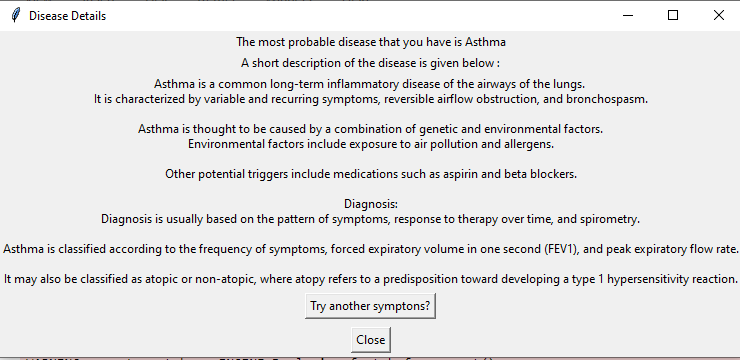 Disease Details
The most probable disease that you have is Asthma
A short description of the disease is given below :
Asthma is a common long-term inflammatory disease of the airways of the lungs.
It is characterized by variable and recurring symptoms, reversible airflow obstruction, and bronchospasm.
Asthma is thought to be caused by a combination of genetic and environmental factors.
Environmental factors include exposure to air pollution and allergens.
Other potential triggers include medications such as aspirin and beta blockers.
Diagnosis:
Diagnosis is usually based on the pattern of symptoms, response to therapy over time, and spirometry.
Asthma is classified according to the frequency of symptoms, forced expiratory volume in one second (FEV1), and peak expiratory flow rate.
It may also be classified as atopic or non-atopic, where atopy refers to a predisposition toward developing a type 1 hypersensitivity reaction.
Try another symptons?
Close